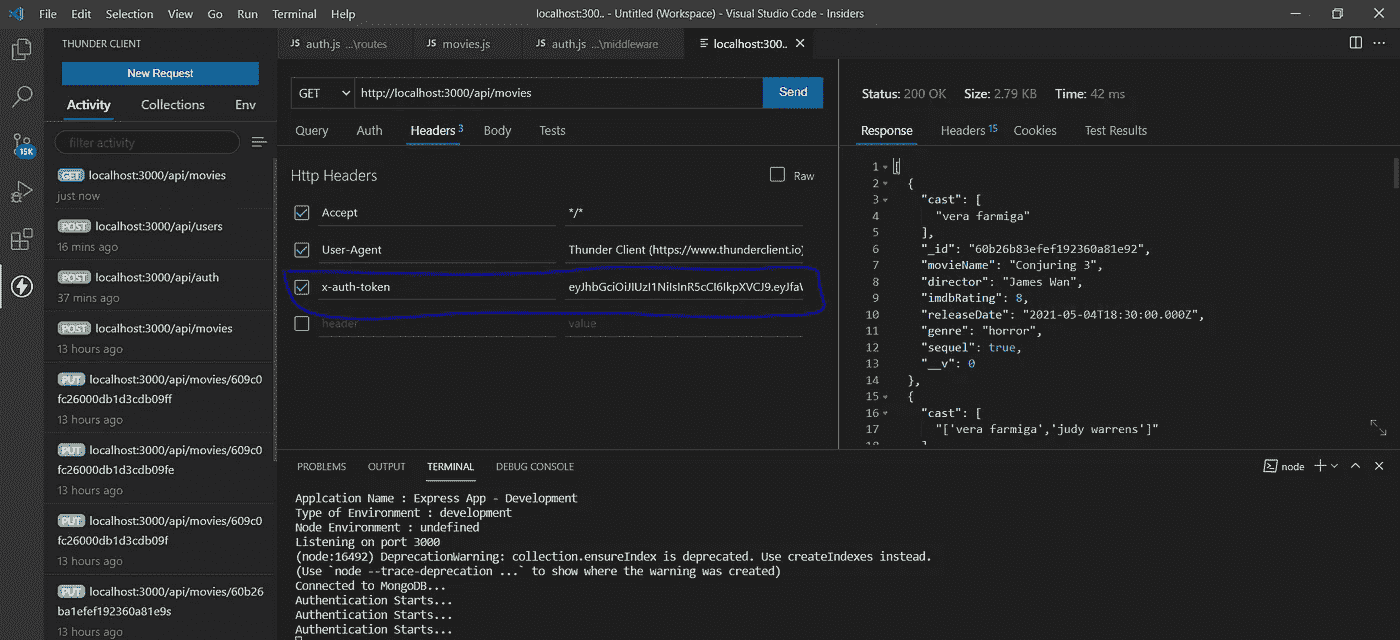 File Edit Selection View Go Run Terminal Help
localhost:300.. - Untitled (Workspace) - Visual Studio Code - Insiders
THUNDER CLIENT
New Request
Activity Collections Env
filter activity
GET localhost:3000/api/movies
just now
POST localhost:3000/api/users
16 mins ago
POST localhost:3000/api/auth
37 mins ago
POST localhost:3000/api/movies
13 hours ago
PUT localhost:3000/api/movies/609c0
fc26000db1d3cdb09ff
13 hours ago
PUT localhost:3000/api/movies/609c0
fc26000db1d3cdb09fe
13 hours ago
PUT localhost:3000/api/movies/609c0
fc26000db1d3cdb09f
13 hours ago
PUT localhost:3000/api/movies/60b26
ba1efef192360a81e9s
13 hours ago
15K
JS auth.js ...\routes
JS movies.js
JS auth.js ...\middleware
localhost:300..
GET http://localhost:3000/api/movies Send
Query Auth Headers 3 Body Tests
Http Headers Raw
Accept */*
User-Agent Thunder Client (https://www.thunderclient.io)
x-auth-token eyJhbGciOiJIUzI1NiIsInR5cCI6IkpXVCJ9.eyJfaV
header value
Status: 200 OK Size: 2.79 KB Time: 42 ms
Response Headers 15 Cookies Test Results
1 [
2 {
3 "cast": [
4 "vera farmiga"
5 ],
6 "_id": "60b26b83efef192360a81e92",
7 "movieName": "Conjuring 3",
8 "director": "James Wan",
9 "imdbRating": 8,
10 "releaseDate": "2021-05-04T18:30:00.000Z",
11 "genre": "horror",
12 "sequel": true,
13 "__v": 0
14 },
15 {
16 "cast": [
17 "['vera farmiga','judy warrens']"
18 ]
PROBLEMS OUTPUT TERMINAL DEBUG CONSOLE
node
Applcation Name : Express App - Development
Type of Environment : development
Node Environment : undefined
Listening on port 3000
(node:16492) DeprecationWarning: collection.ensureIndex is deprecated. Use createIndexes instead.
(Use `node --trace-deprecation ...` to show where the warning was created)
Connected to MongoDB...
Authentication Starts...
Authentication Starts...
Authentication Starts...